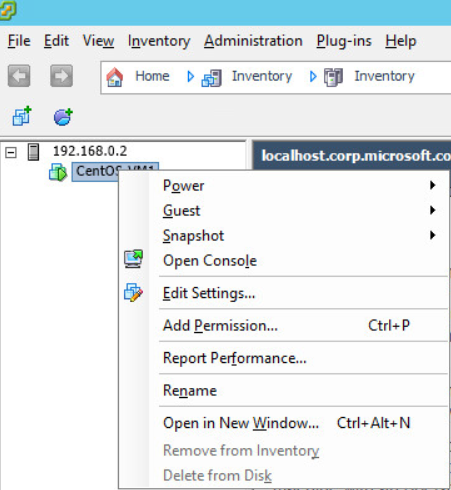 File Edit View Inventory Administration Plug-ins Help
Home Inventory Inventory
192.168.0.2
localhost.corp.microsoft.co
CentOS-VM1
Power
Guest
Snapshot
Open Console
Edit Settings...
Add Permission... Ctrl+P
Report Performance...
Rename
Open in New Window... Ctrl+Alt+N
Remove from Inventory
Delete from Disk